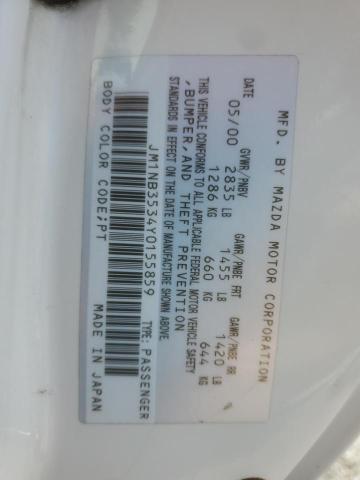 MFD. BY MAZDA MOTOR CORPORATION
DATE GVWR/PNBV GAWR/PNBE FRT GAWR/PNBE RR
05/00 2835 LB 1455 LB 1420 LB
1286 KG 660 KG 644 KG
THIS VEHICLE CONFORMS TO ALL APPLICABLE FEDERAL MOTOR VEHICLE SAFETY
, BUMPER, AND THEFT PREVENTION
STANDARDS IN EFFECT ON THE DATE OF MANUFACTURE SHOWN ABOVE.
JM1NB3534Y0155859 TYPE:PASSENGER
BODY COLOR CODE;PT MADE IN JAPAN